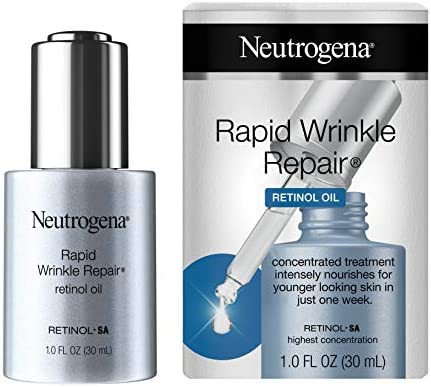 Neutrogena®
Rapid
Wrinkle Repair®
retinol oil
RETINOL•SA
1.0 FL OZ (30 mL)
Neutrogena®
Rapid Wrinkle
Repair®
RETINOL OIL
concentrated treatment
intensely nourishes for
younger looking skin in
just one week.
RETINOL•SA
highest concentration
1.0 FL OZ (30 mL)